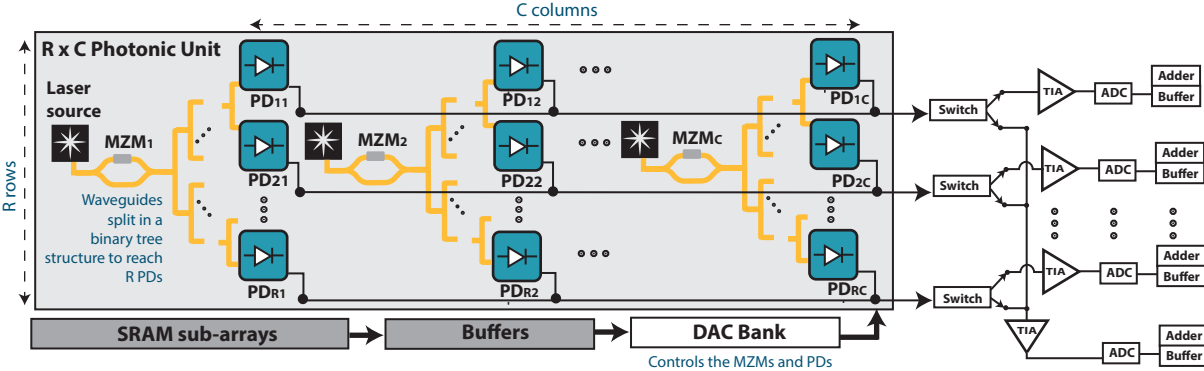 C columns
R x C Photonic Unit
R rows
Laser
source
MZM1
MZM2
MZMC
PD11
PD12
PD1C
PD21
PD22
PD2C
PDR1
PDR2
PDRC
Waveguides
split in a
binary tree
structure to reach
R PDs
Switch
TIA
ADC
Adder
Buffer
Switch
TIA
ADC
Adder
Buffer
Switch
TIA
ADC
Adder
Buffer
TIA
ADC
Adder
Buffer
SRAM sub-arrays
Buffers
DAC Bank
Controls the MZMs and PDs